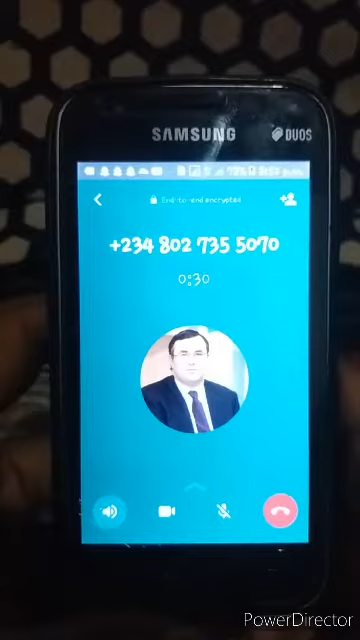 SAMSUNG DUOS
End-to-end encrypted
+234 802 735 5070
0:30
PowerDirector